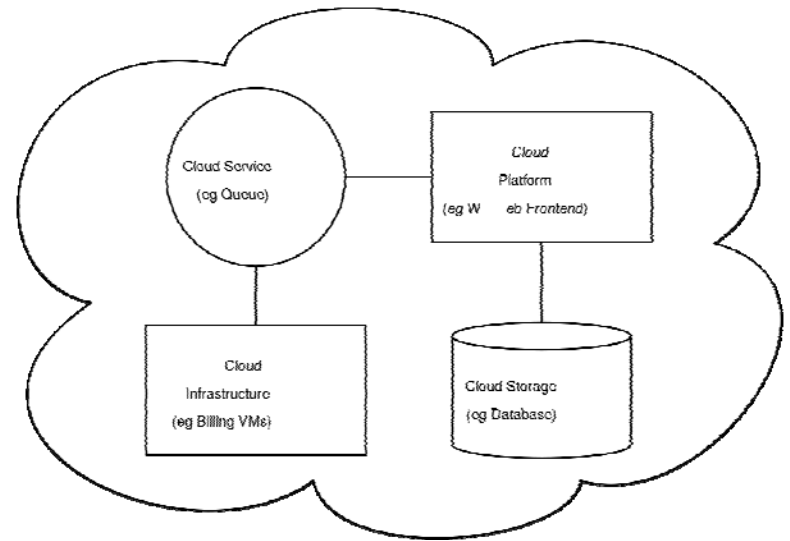 Cloud Service
(eg Queue)
Cloud
Platform
(eg W eb Frontend)
Cloud
Infrastructure
(eg Billing VMs)
Cloud Storage
(eg Database)